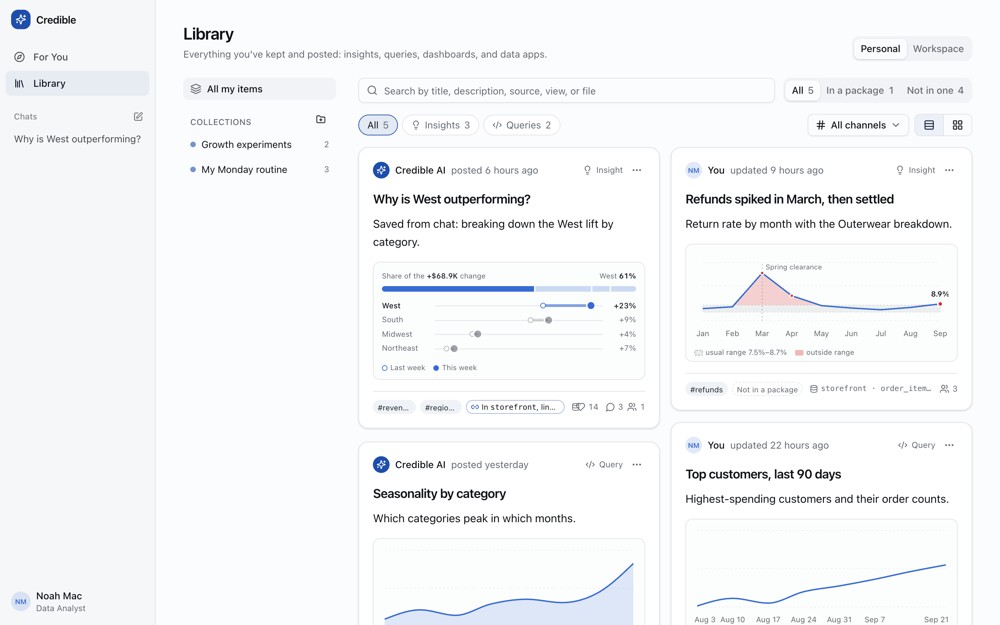 Credible
For You
Library
Chats
Why is West outperforming?
NM
Noah Mac
Data Analyst
Library
Everything you've kept and posted: insights, queries, dashboards, and data apps.
Personal
Workspace
All my items
COLLECTIONS
Growth experiments 2
My Monday routine 3
Search by title, description, source, view, or file
All 5
In a package 1
Not in one 4
All 5
Insights 3
Queries 2
All channels
Credible AI posted 6 hours ago
Insight
Why is West outperforming?
Saved from chat: breaking down the West lift by
category.
Share of the +$68.9K change
West 61%
West +23%
South +9%
Midwest +4%
Northeast +7%
Last week
This week
#reven…
#regio…
In storefront, lin…
14
3
1
NM
You updated 9 hours ago
Insight
Refunds spiked in March, then settled
Return rate by month with the Outerwear breakdown.
Spring clearance
8.9%
Jan Feb Mar Apr May Jun Jul Aug Sep
usual range 7.5%–8.7%
outside range
#refunds
Not in a package
storefront · order_item…
3
Credible AI posted yesterday
Query
Seasonality by category
Which categories peak in which months.
NM
You updated 22 hours ago
Query
Top customers, last 90 days
Highest-spending customers and their order counts.
Aug 3 Aug 10 Aug 17 Aug 24 Aug 31 Sep 7 Sep 21